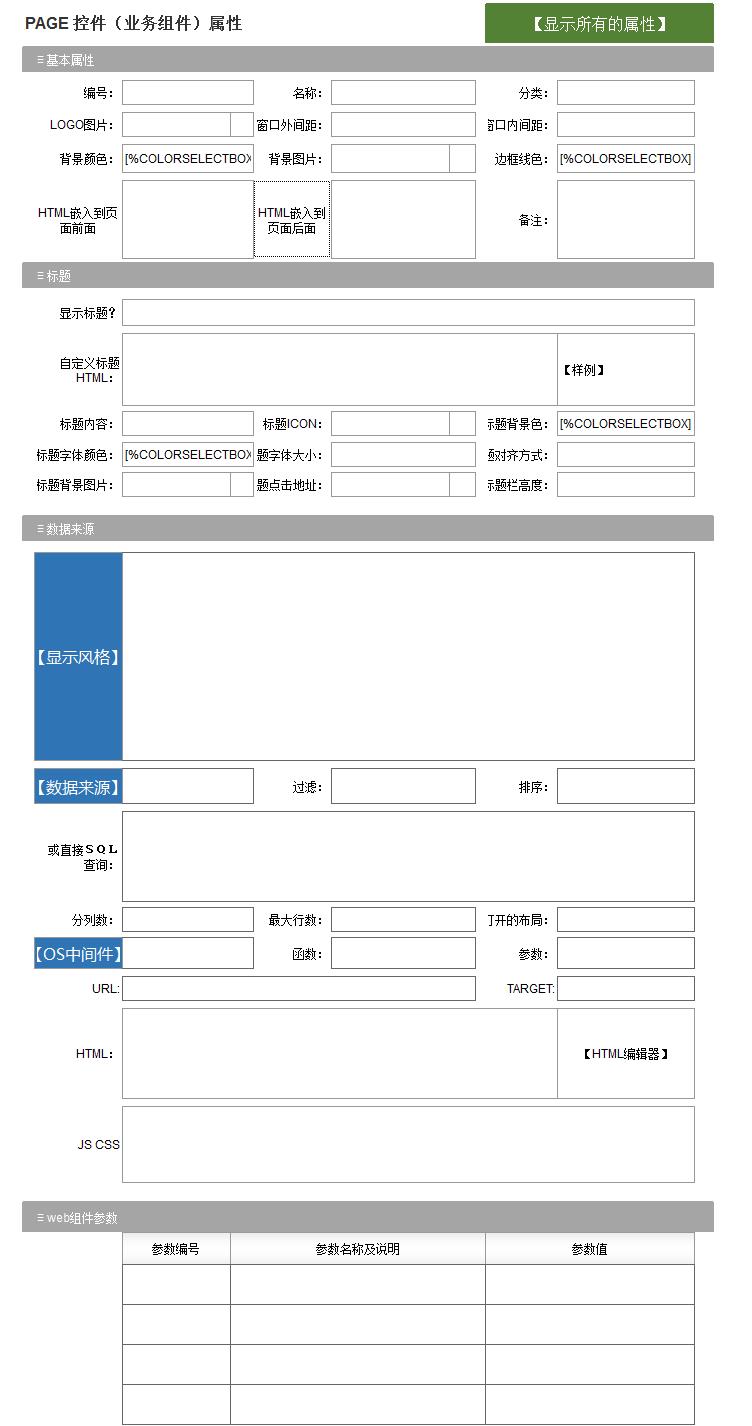 PAGE 控件（业务组件）属性
【显示所有的属性】
基本属性
编号： 名称： 分类：
LOGO图片： 窗口外间距： 窗口内间距：
背景颜色： [%COLORSELECTBOX 背景图片： 边框线色： [%COLORSELECTBOX]
HTML嵌入到页
面前面
HTML嵌入到
页面后面
备注：
标题
显示标题?
自定义标题
HTML：
【样例】
标题内容： 标题ICON： 标题背景色： [%COLORSELECTBOX]
标题字体颜色： [%COLORSELECTBOX 题字体大小： 题对齐方式：
标题背景图片： 题点击地址： 标题栏高度：
数据来源
【显示风格】
【数据来源】 过滤： 排序：
或直接ＳＱＬ
查询：
分列数： 最大行数： 打开的布局：
【OS中间件】 函数： 参数：
URL: TARGET:
HTML： 【HTML编辑器】
JS CSS
web组件参数
参数编号 参数名称及说明 参数值